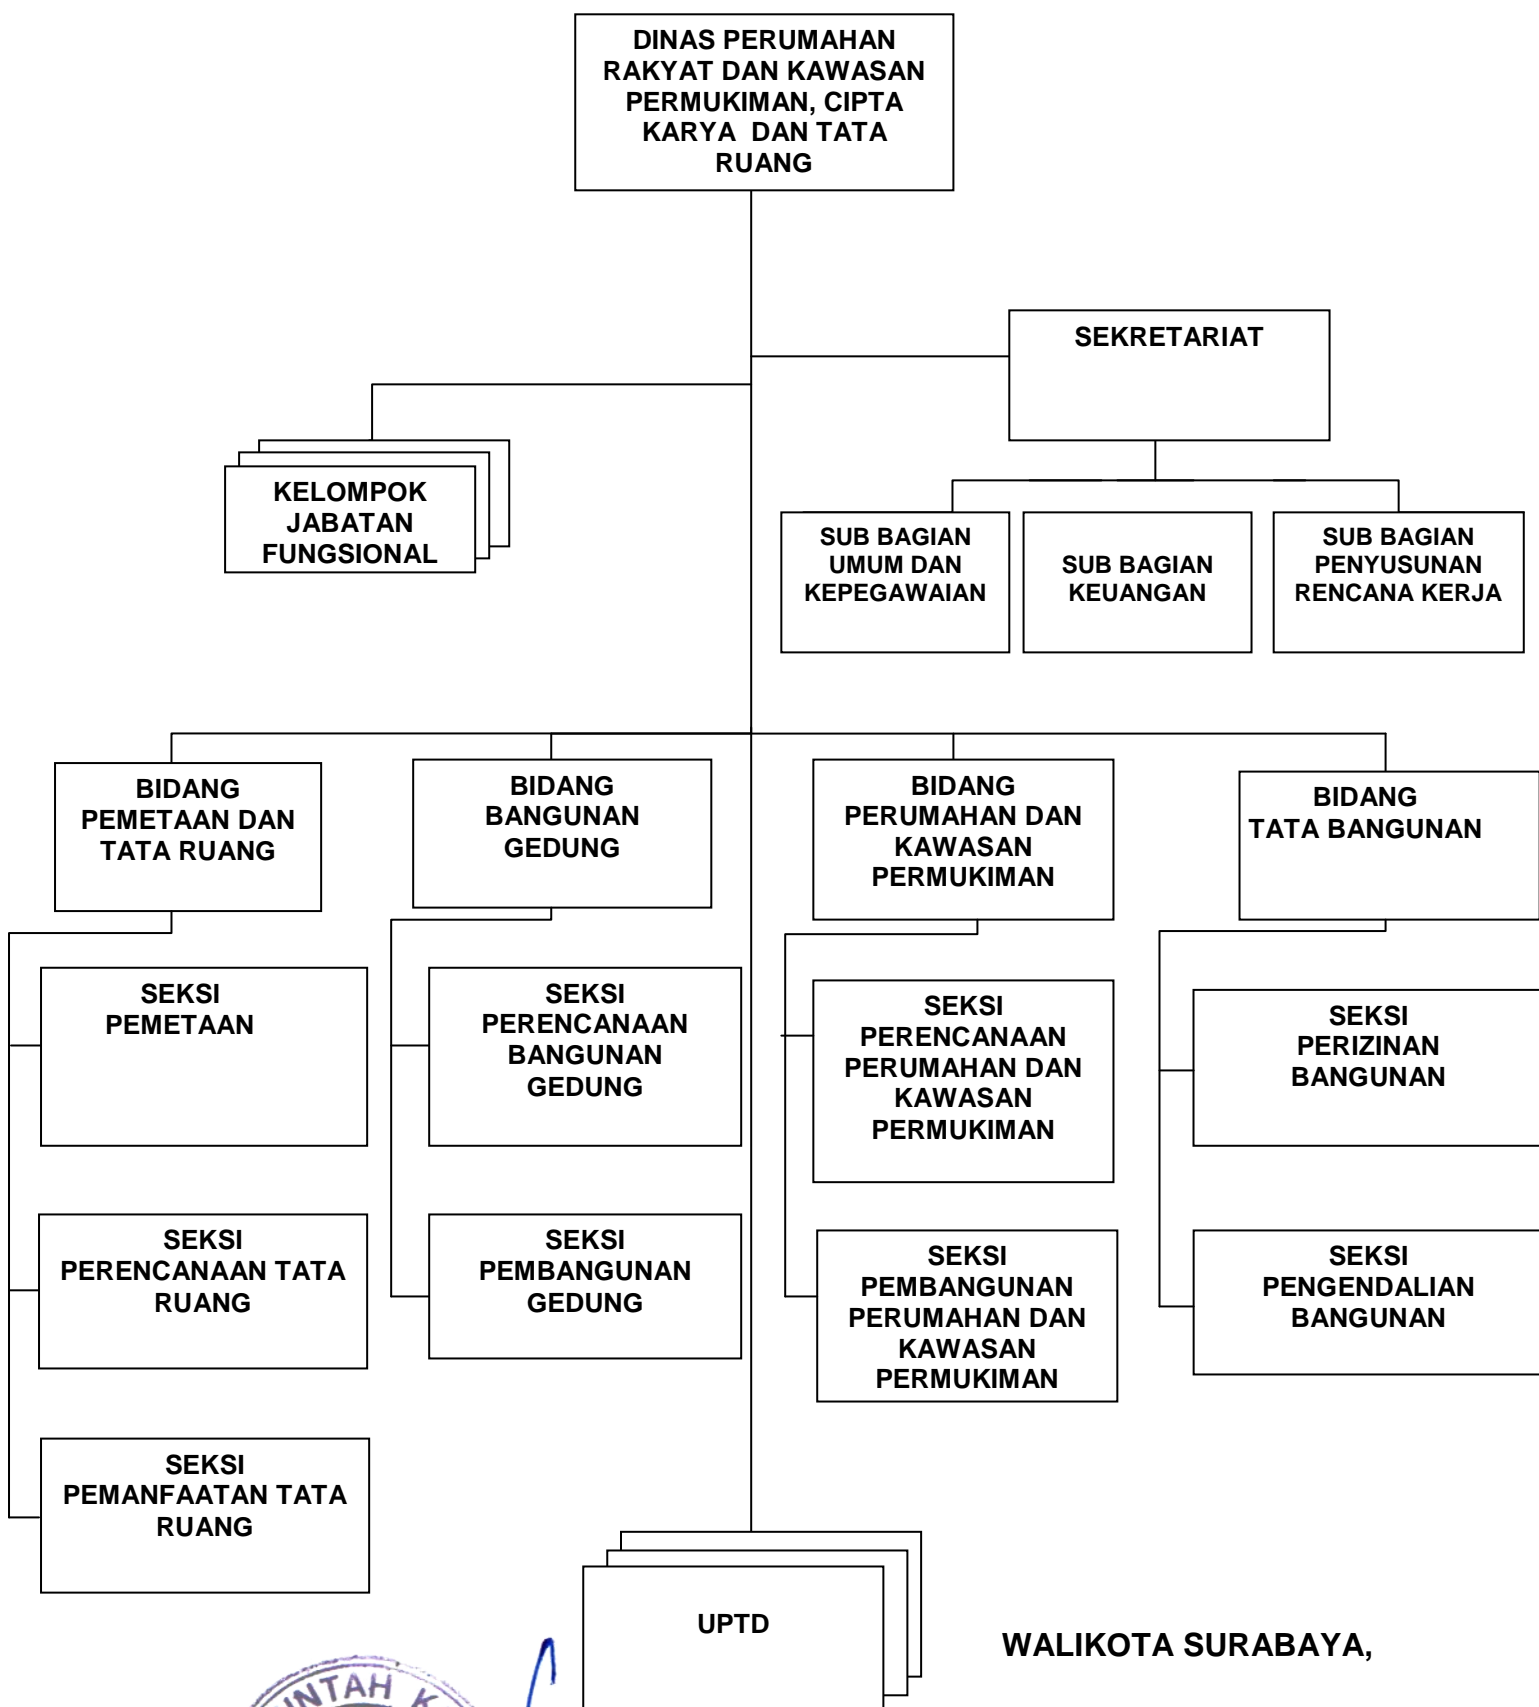 DINAS PERUMAHAN
RAKYAT DAN KAWASAN
PERMUKIMAN, CIPTA
KARYA DAN TATA
RUANG
SEKRETARIAT
KELOMPOK
JABATAN
FUNGSIONAL
SUB BAGIAN
UMUM DAN
KEPEGAWAIAN
SUB BAGIAN
KEUANGAN
SUB BAGIAN
PENYUSUNAN
RENCANA KERJA
BIDANG
PEMETAAN DAN
TATA RUANG
BIDANG
BANGUNAN
GEDUNG
BIDANG
PERUMAHAN DAN
KAWASAN
PERMUKIMAN
BIDANG
TATA BANGUNAN
SEKSI
PEMETAAN
SEKSI
PERENCANAAN
BANGUNAN
GEDUNG
SEKSI
PERENCANAAN
PERUMAHAN DAN
KAWASAN
PERMUKIMAN
SEKSI
PERIZINAN
BANGUNAN
SEKSI
PERENCANAAN TATA
RUANG
SEKSI
PEMBANGUNAN
GEDUNG
SEKSI
PEMBANGUNAN
PERUMAHAN DAN
KAWASAN
PERMUKIMAN
SEKSI
PENGENDALIAN
BANGUNAN
SEKSI
PEMANFAATAN TATA
RUANG
UPTD
WALIKOTA SURABAYA,
NTAH K